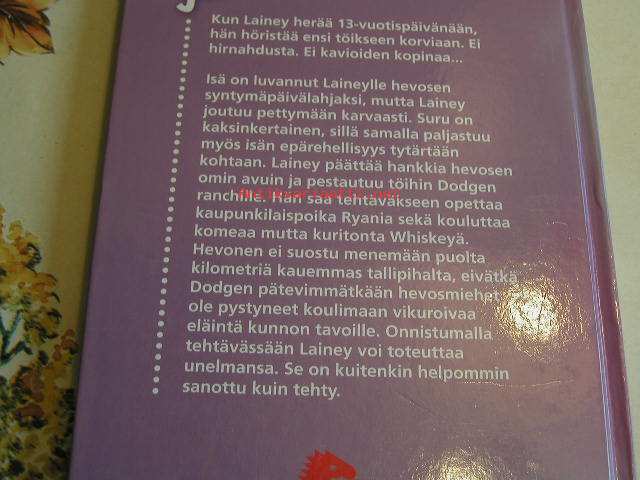 Kun Lainey herää 13-vuotispäivänään,
hän höristää ensi töikseen korviaan. Ei
hirnahdusta. Ei kavioiden kopinaa...
Isä on luvannut Laineylle hevosen
syntymäpäivälahjaksi, mutta Lainey
joutuu pettymään karvaasti. Suru on
kaksinkertainen, sillä samalla paljastuu
myös isän epärehellisyys tytärtään
kohtaan. Lainey päättää hankkia hevosen
omin avuin ja pestautuu töihin Dodgen
ranchille. Hän saa tehtäväkseen opettaa
kaupunkilaispoika Ryania sekä kouluttaa
komeaa mutta kuritonta Whiskeyä.
Hevonen ei suostu menemään puolta
kilometriä kauemmas tallipihalta, eivätkä
Dodgen pätevimmätkään hevosmiehet
ole pystyneet koulimaan vikuroivaa
eläintä kunnon tavoille. Onnistumalla
tehtävässään Lainey voi toteuttaa
unelmansa. Se on kuitenkin helpommin
sanottu kuin tehty.